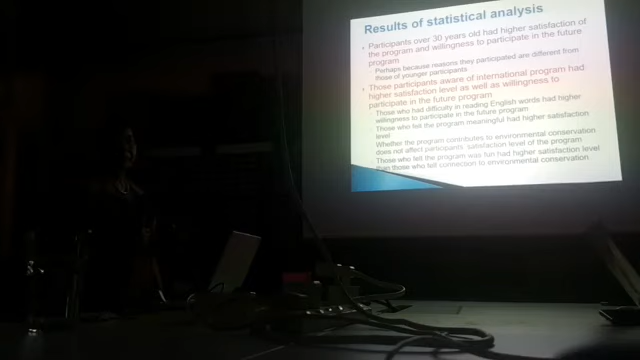 Results of statistical analysis
Participants over 30 years old had higher satisfaction of
the program and willingness to participate in the future
program
Perhaps because reasons they participated are different from
those of younger participants
Those participants aware of international program had
higher satisfaction level as well as willingness to
participate in the future program
Those who had difficulty in reading English words had higher
willingness to participate in the future program
Those who felt the program meaningful had higher satisfaction
level
Whether the program contributes to environmental conservation
does not affect participants' satisfaction level of the program
Those who felt the program was fun had higher satisfaction level
than those who felt connection to environmental conservation